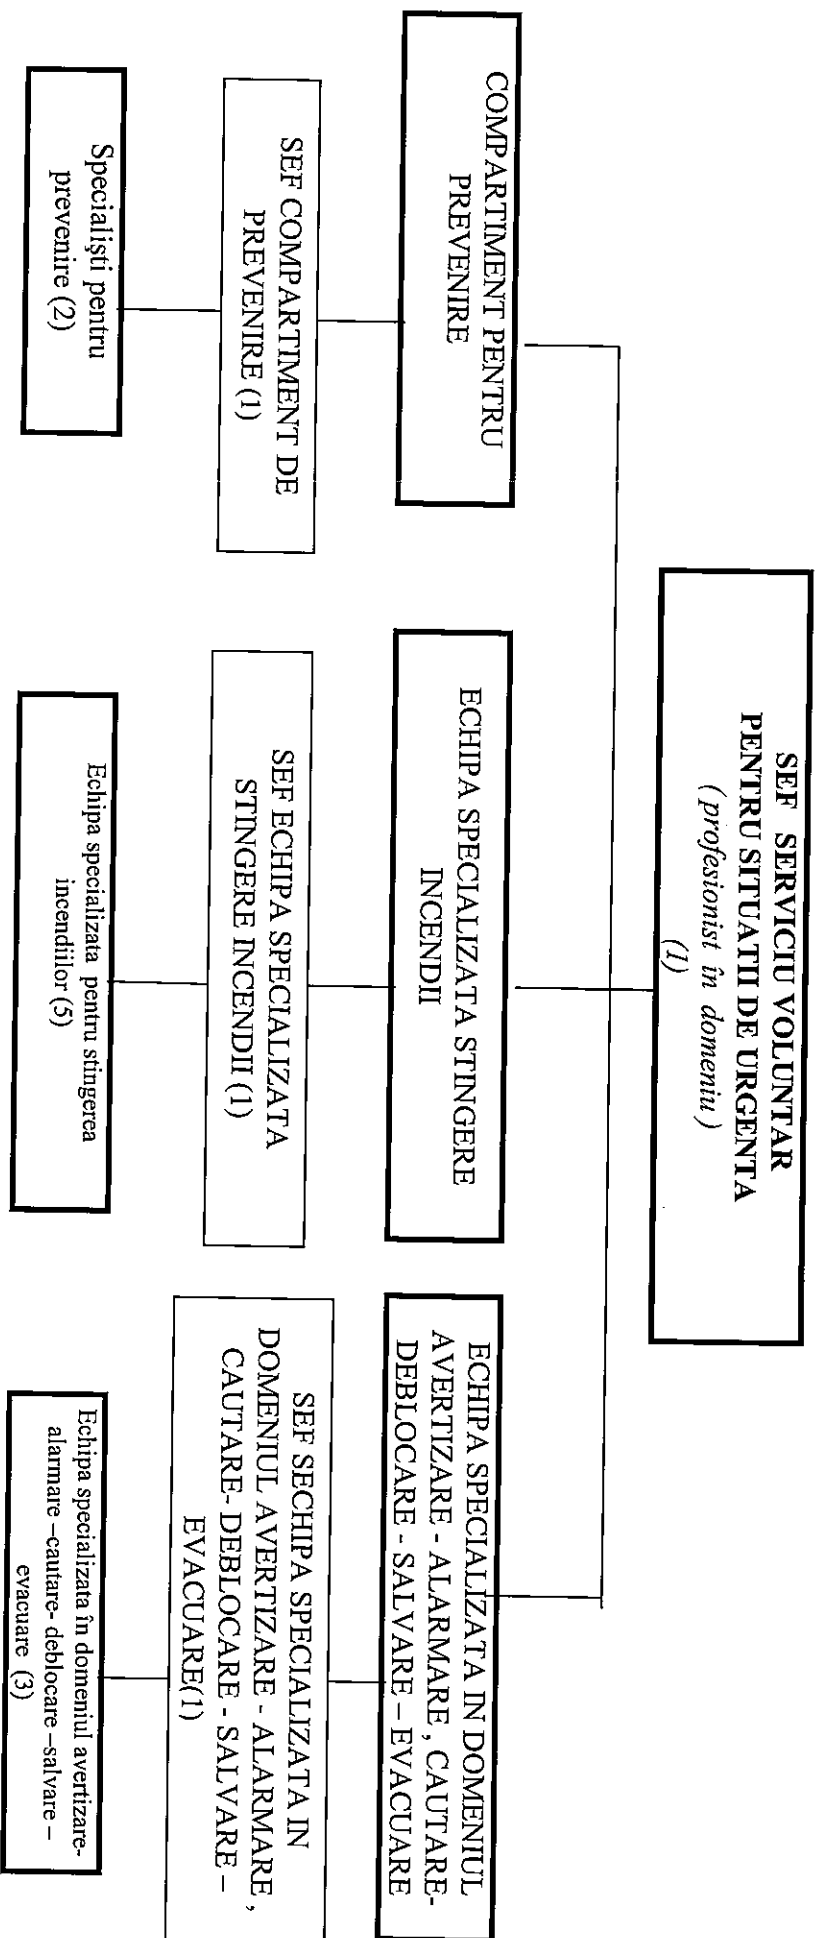 SEF SERVICIU VOLUNTAR
PENTRU SITUATII DE URGENTA
( profesionist în domeniu )
(1)
COMPARTIMENT PENTRU
PREVENIRE
ECHIPA SPECIALIZATA STINGERE
INCENDII
ECHIPA SPECIALIZATA IN DOMENIUL
AVERTIZARE - ALARMARE , CAUTARE-
DEBLOCARE - SALVARE – EVACUARE
SEF COMPARTIMENT DE
PREVENIRE (1)
SEF ECHIPA SPECIALIZATA
STINGERE INCENDII (1)
SEF SECHIPA SPECIALIZATA IN
DOMENIUL AVERTIZARE - ALARMARE ,
CAUTARE- DEBLOCARE - SALVARE –
EVACUARE(1)
Specialişti pentru
prevenire (2)
Echipa specializata pentru stingerea
incendiilor (5)
Echipa specializata în domeniul avertizare-
alarmare –cautare- deblocare –salvare –
evacuare (3)